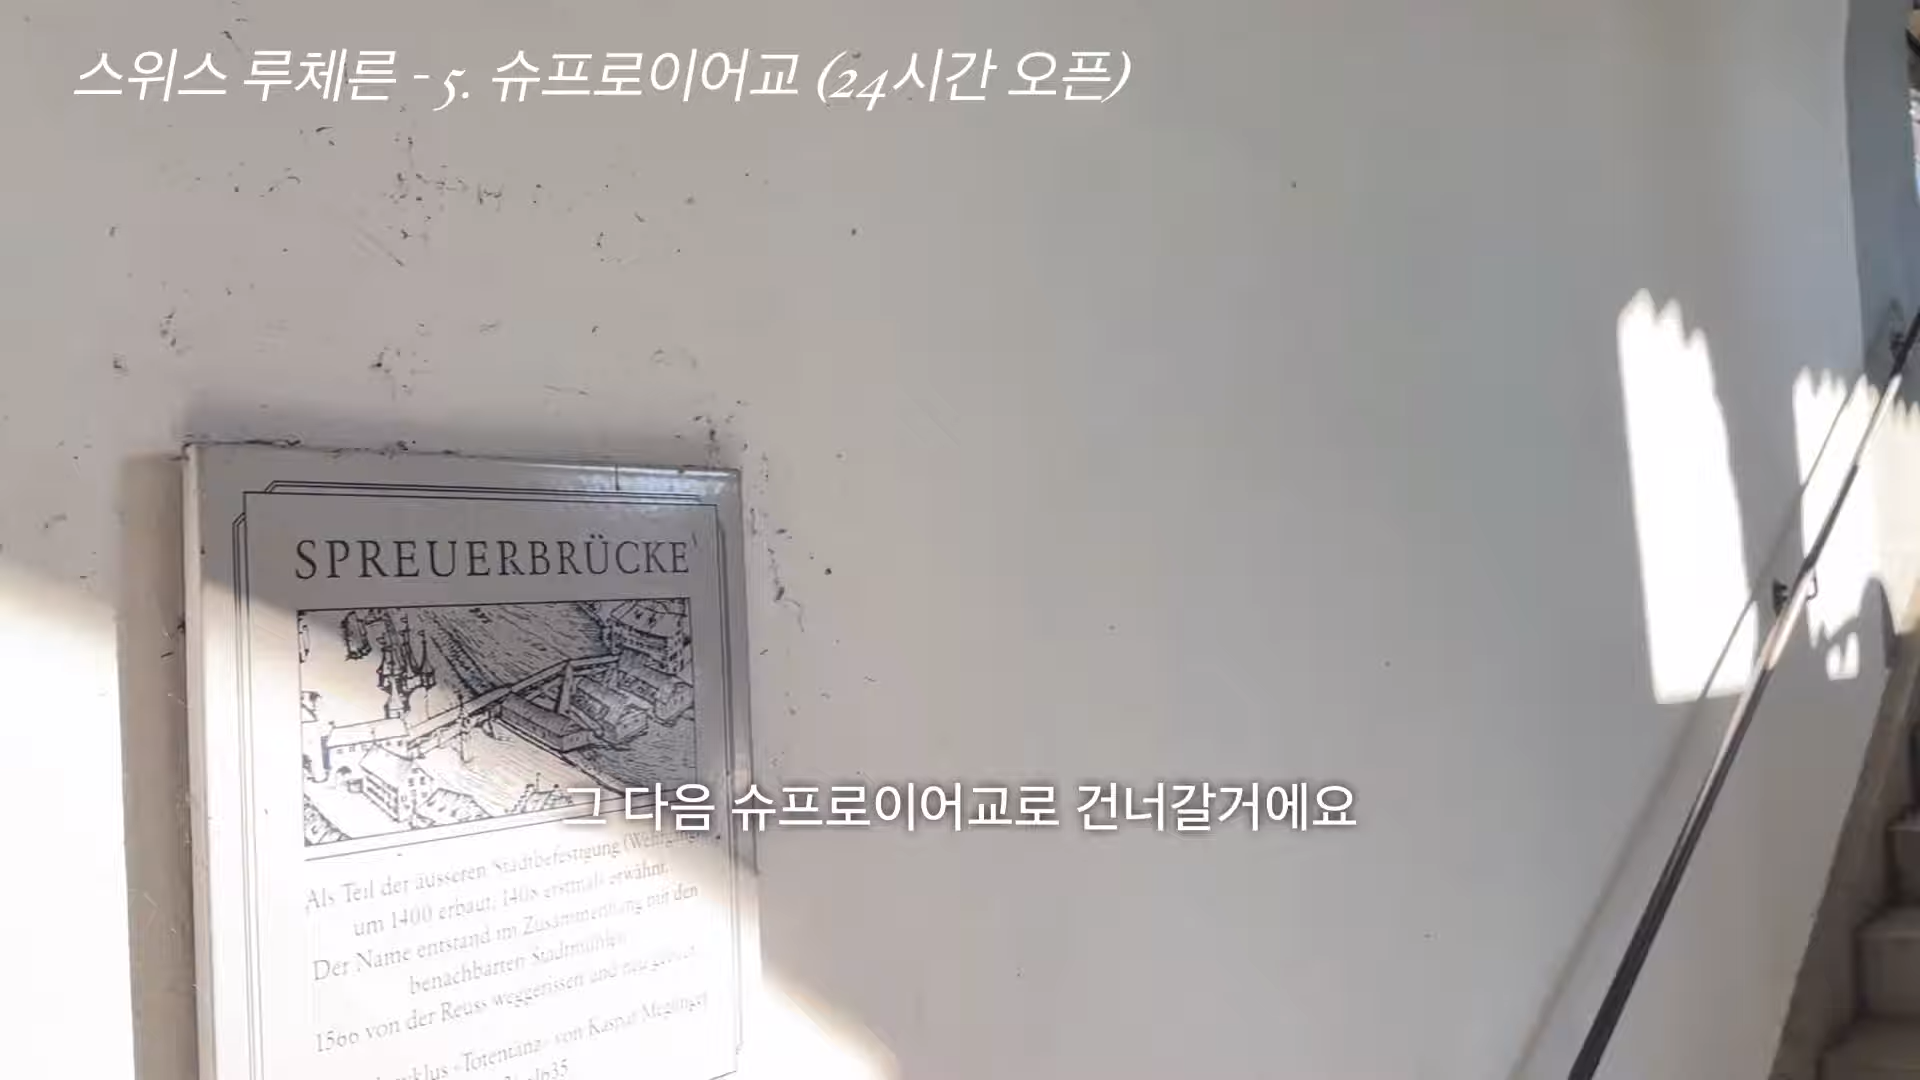 스위스 루체른 - 5. 슈프로이어교 (24시간 오픈)
SPREUERBRÜCKE
그 다음 슈프로이어교로 건너갈거에요
Als Teil der äusseren Stadtbefestigung
um 1400 erbaut, 1408 erstmals erwähnt.
Der Name entstand im Zusammenhang mit den
benachbarten Stadtmühlen
1566 von der Reuss weggerissen und neu gebaut.
«Totentanz» von Kaspar Meglinger
1635